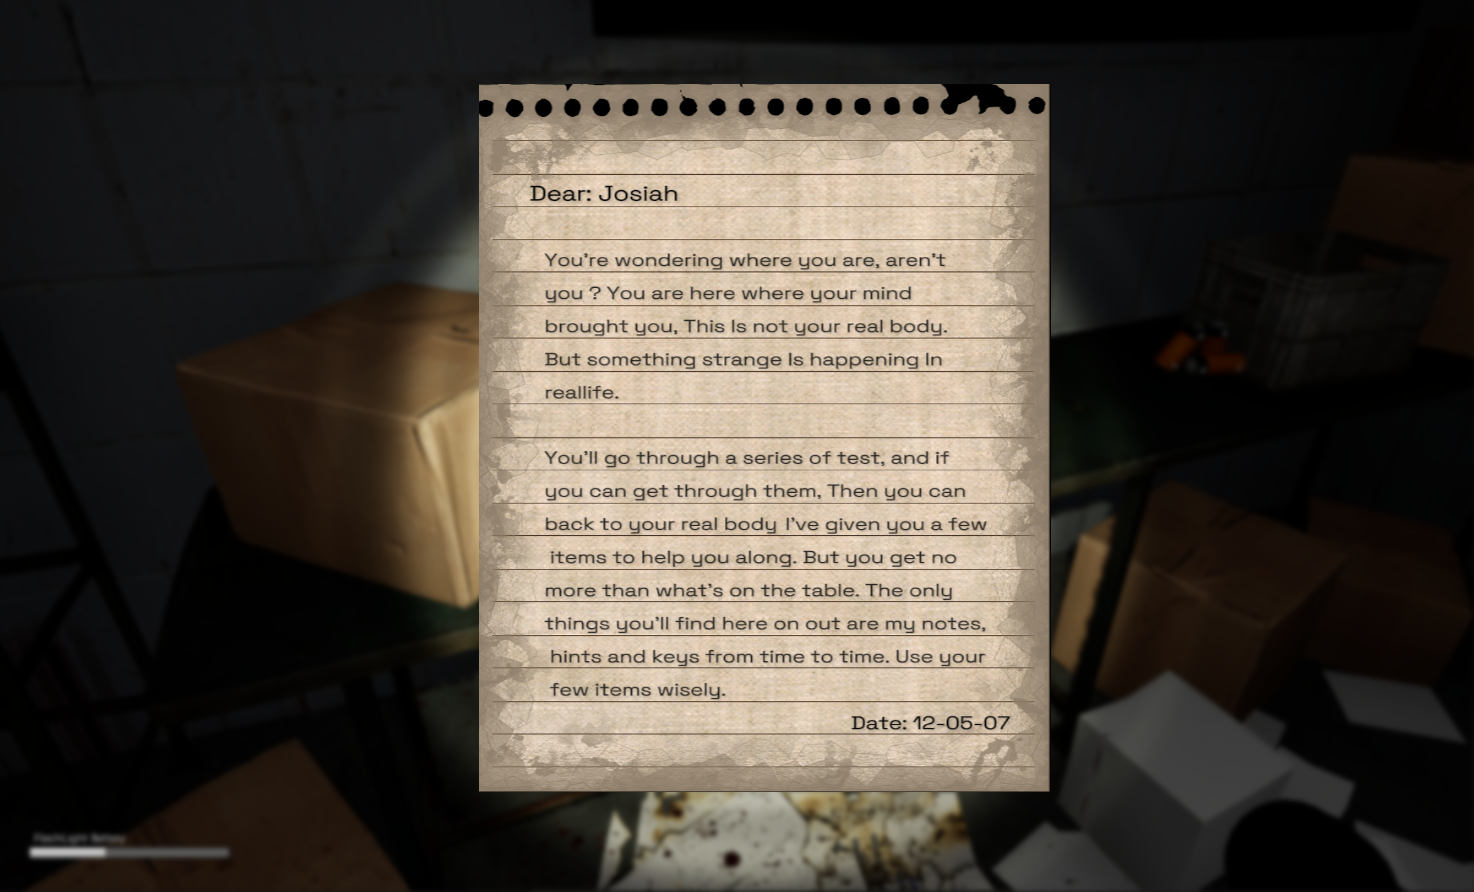 Dear: Josiah
You're wondering where you are, aren't
you ? You are here where your mind
brought you, This Is not your real body.
But something strange Is happening In
reallife.
You'll go through a series of test, and if
you can get through them, Then you can
back to your real body I've given you a few
items to help you along. But you get no
more than what's on the table. The only
things you'll find here on out are my notes,
hints and keys from time to time. Use your
few items wisely.
Date: 12-05-07